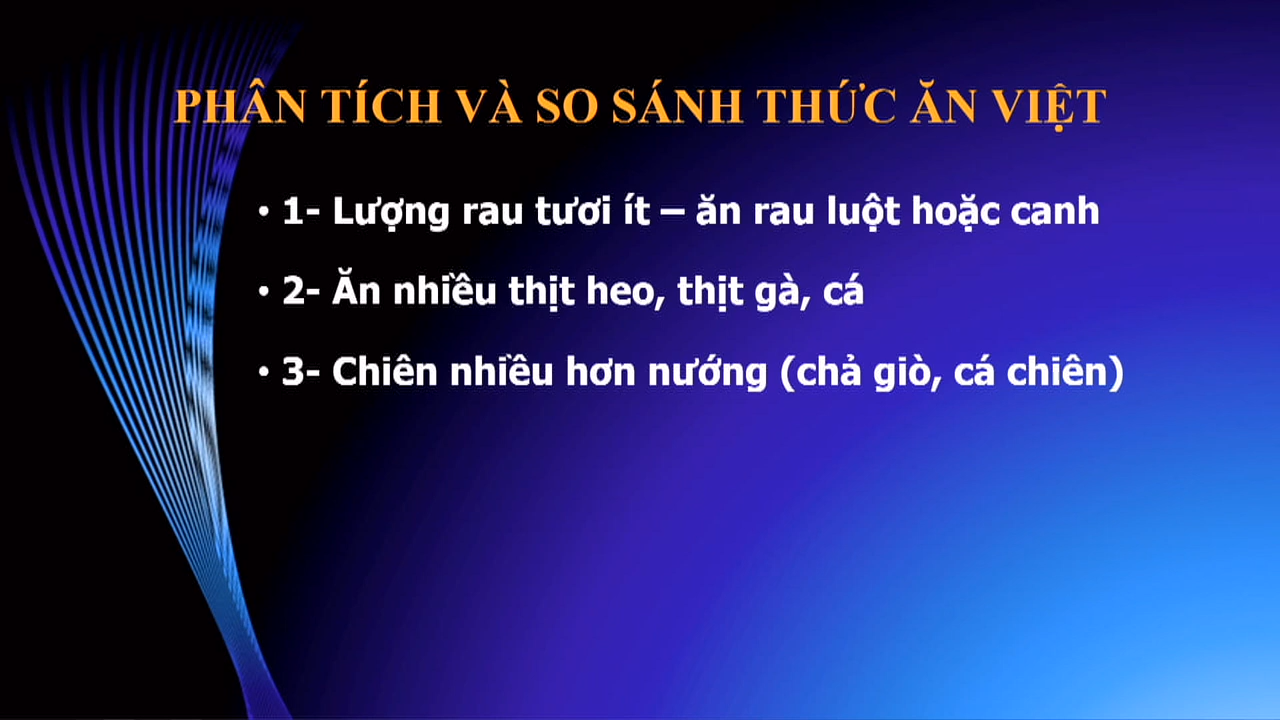 PHÂN TÍCH VÀ SO SÁNH THỨC ĂN VIỆT
• 1- Lượng rau tươi ít – ăn rau luột hoặc canh
• 2- Ăn nhiều thịt heo, thịt gà, cá
• 3- Chiên nhiều hơn nướng (chả giò, cá chiên)